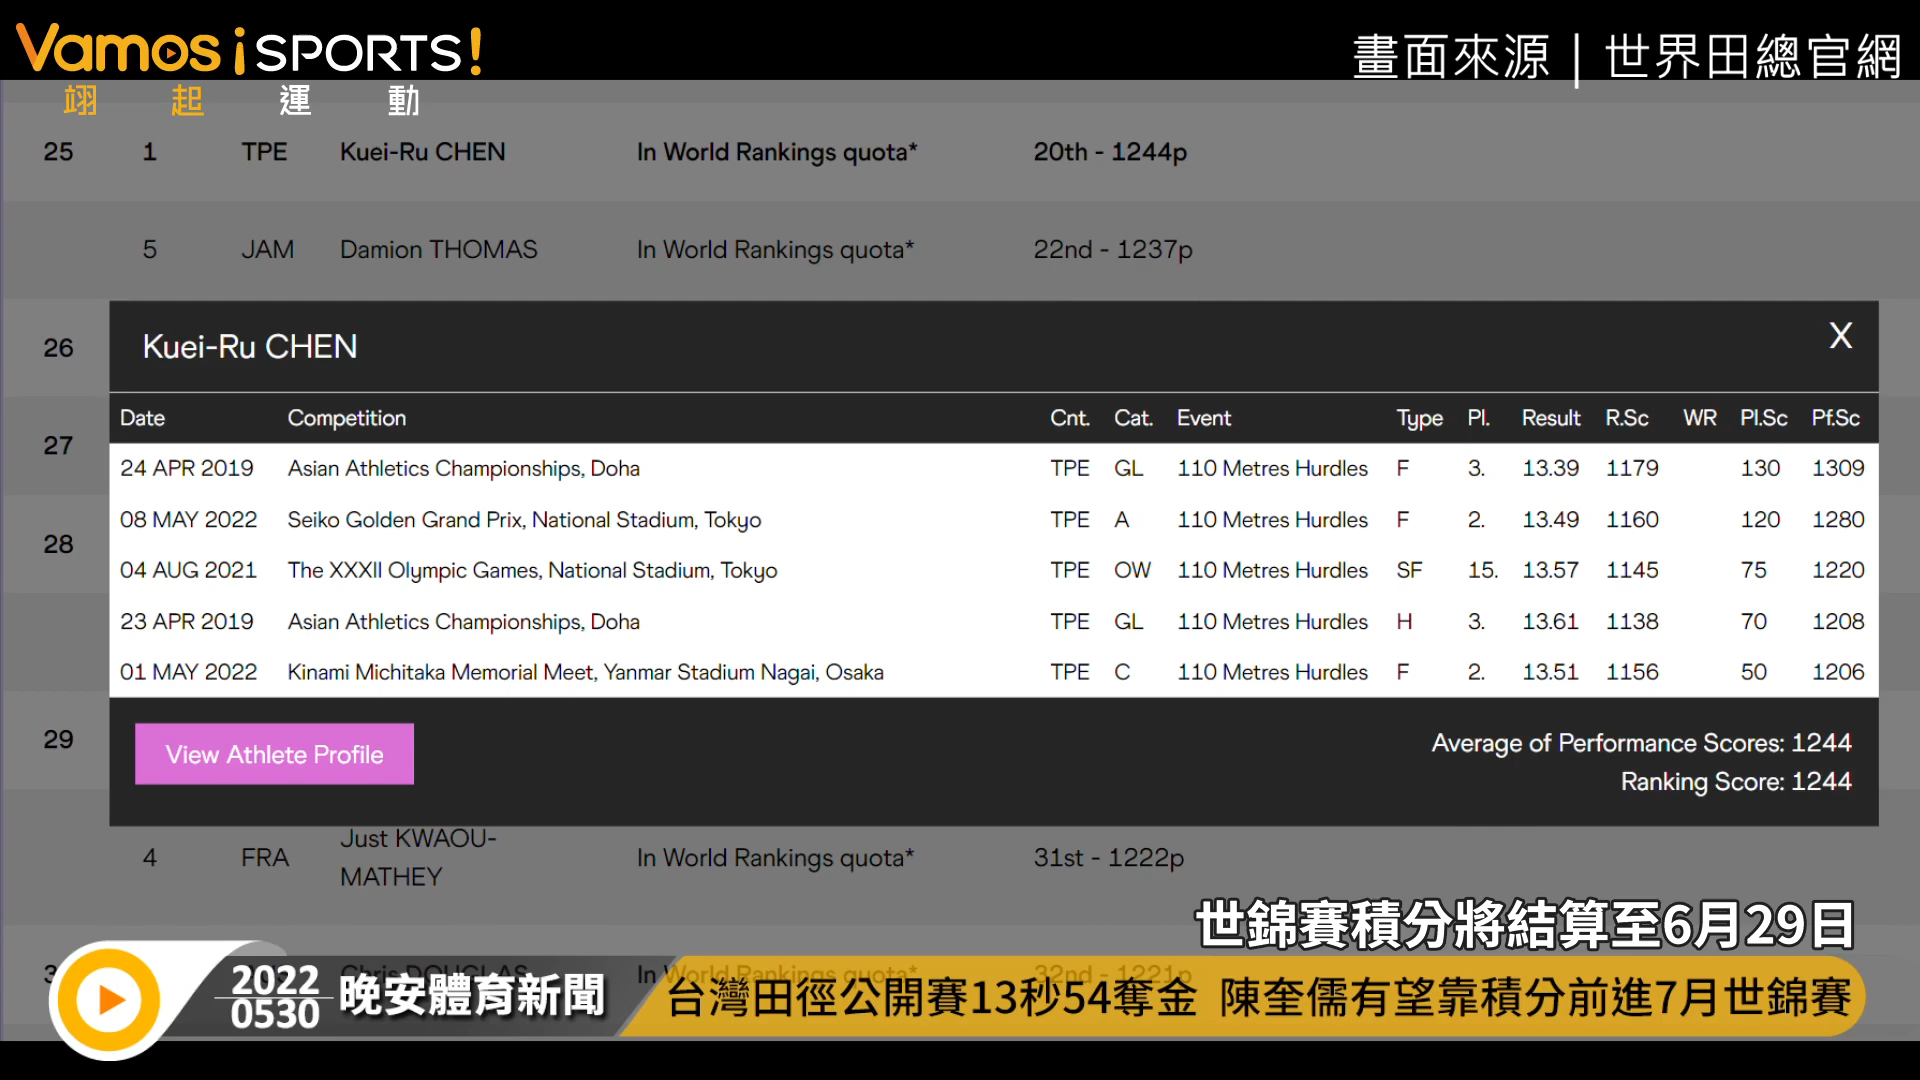 Vamos iSPORTS!
翊起運動
畫面來源｜世界田總官網
25 1 TPE Kuei-Ru CHEN In World Rankings quota* 20th - 1244p
5 JAM Damion THOMAS In World Rankings quota* 22nd - 1237p
26
Kuei-Ru CHEN X
27
Date Competition Cnt. Cat. Event Type Pl. Result R.Sc WR Pl.Sc Pf.Sc
24 APR 2019 Asian Athletics Championships, Doha TPE GL 110 Metres Hurdles F 3. 13.39 1179 130 1309
08 MAY 2022 Seiko Golden Grand Prix, National Stadium, Tokyo TPE A 110 Metres Hurdles F 2. 13.49 1160 120 1280
28
04 AUG 2021 The XXXII Olympic Games, National Stadium, Tokyo TPE OW 110 Metres Hurdles SF 15. 13.57 1145 75 1220
23 APR 2019 Asian Athletics Championships, Doha TPE GL 110 Metres Hurdles H 3. 13.61 1138 70 1208
01 MAY 2022 Kinami Michitaka Memorial Meet, Yanmar Stadium Nagai, Osaka TPE C 110 Metres Hurdles F 2. 13.51 1156 50 1206
29
View Athlete Profile
Average of Performance Scores: 1244
Ranking Score: 1244
4 FRA Just KWAOU-
MATHEY In World Rankings quota* 31st - 1222p
世錦賽積分將結算至6月29日
Chris DOUGLAS In World Rankings quota* 32nd - 1221p
2022
0530
晚安體育新聞
台灣田徑公開賽13秒54奪金 陳奎儒有望靠積分前進7月世錦賽